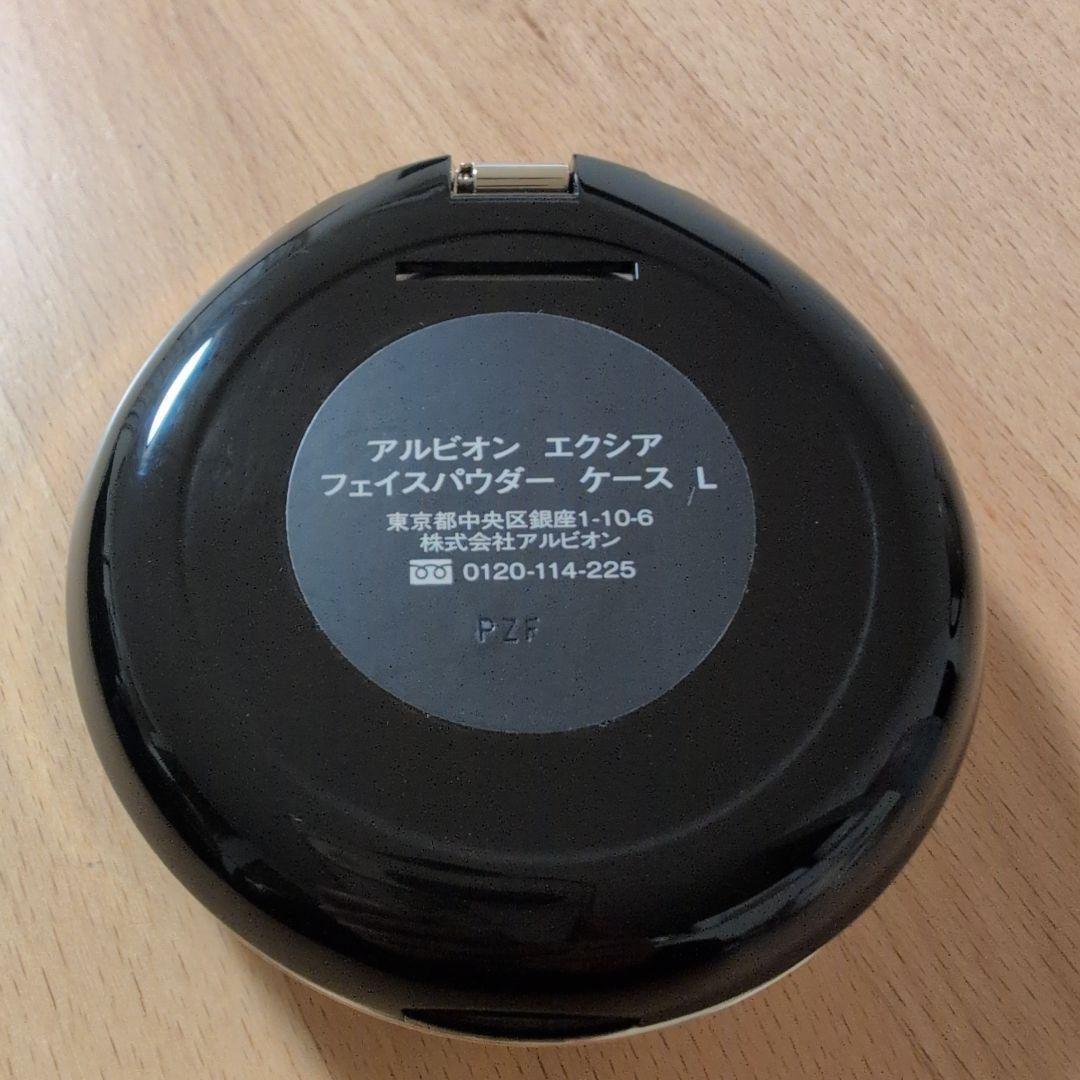 アルビオン エクシア
フェイスパウダー ケース L
東京都中央区銀座1-10-6
株式会社アルビオン
0120-114-225
PZF